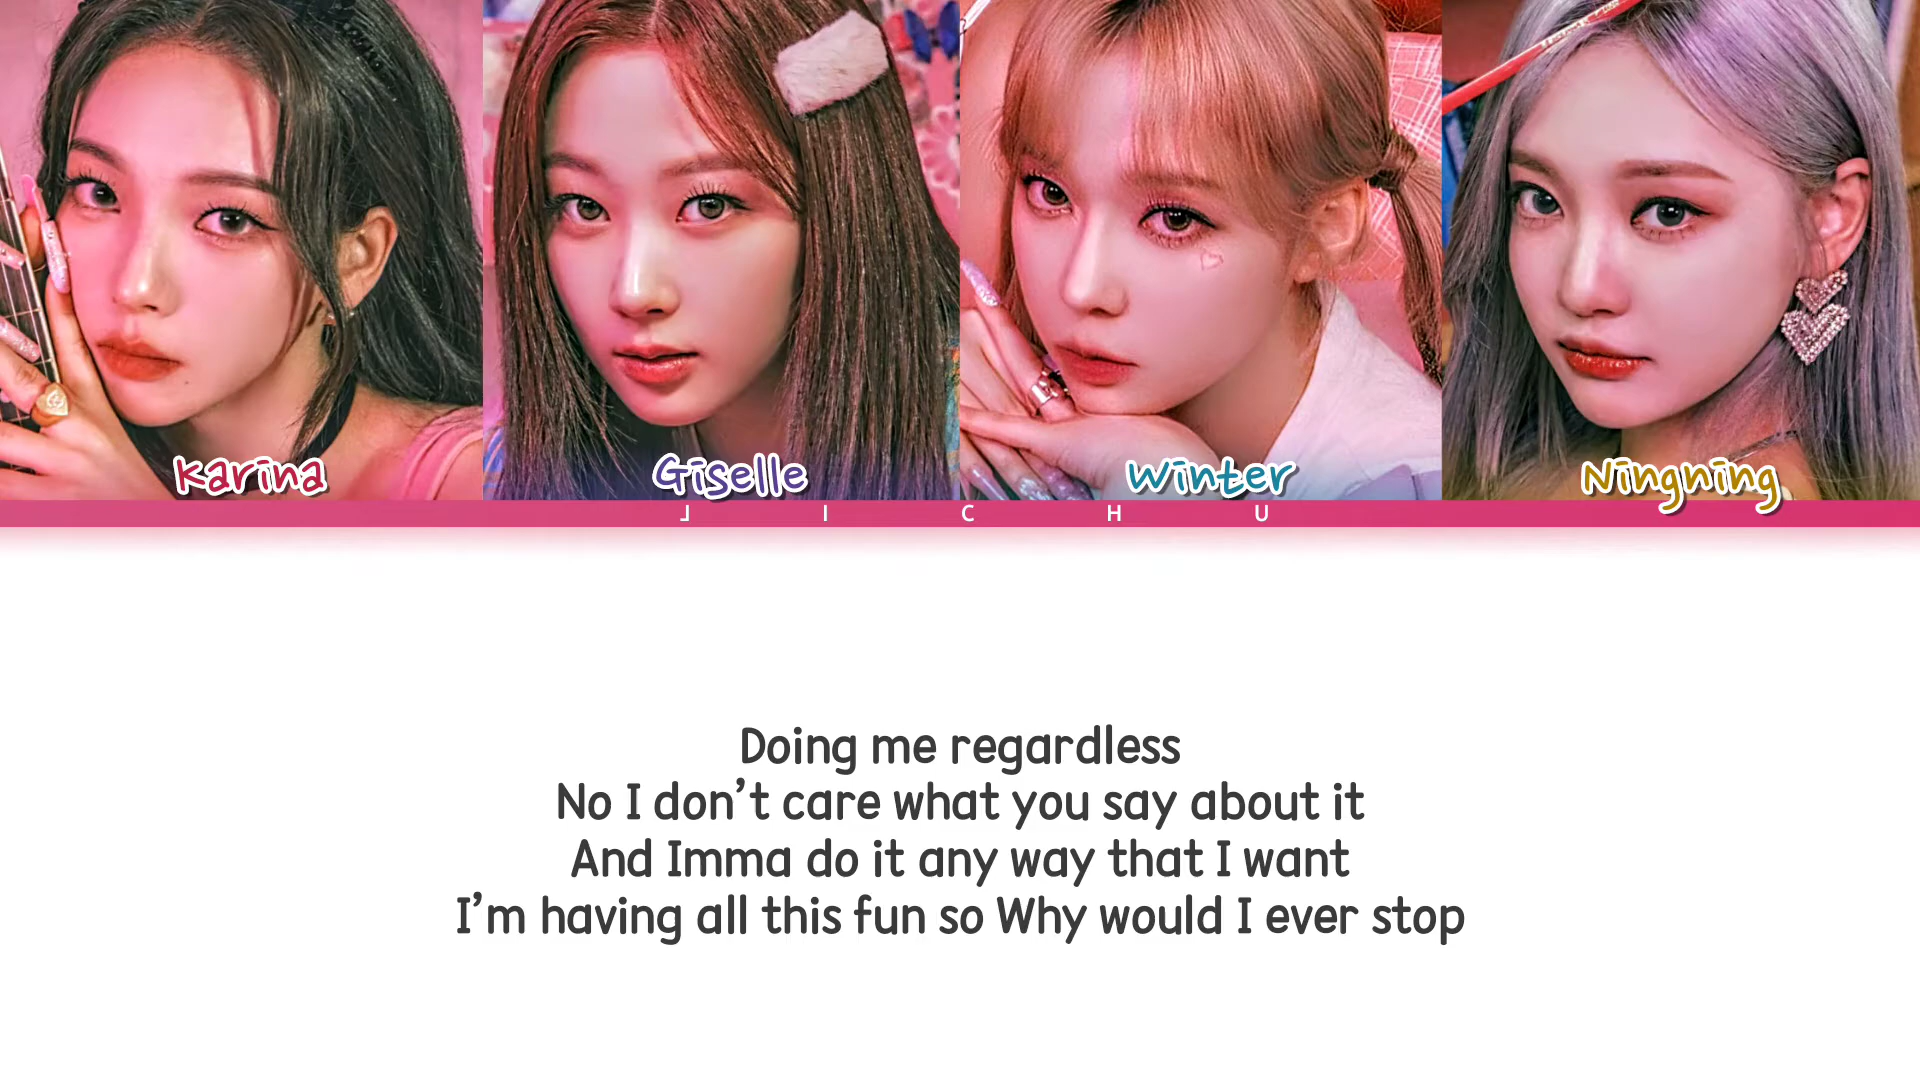 Karina Giselle Winter Ningning
J I C H U
Doing me regardless
No I don't care what you say about it
And Imma do it any way that I want
I'm having all this fun so Why would I ever stop